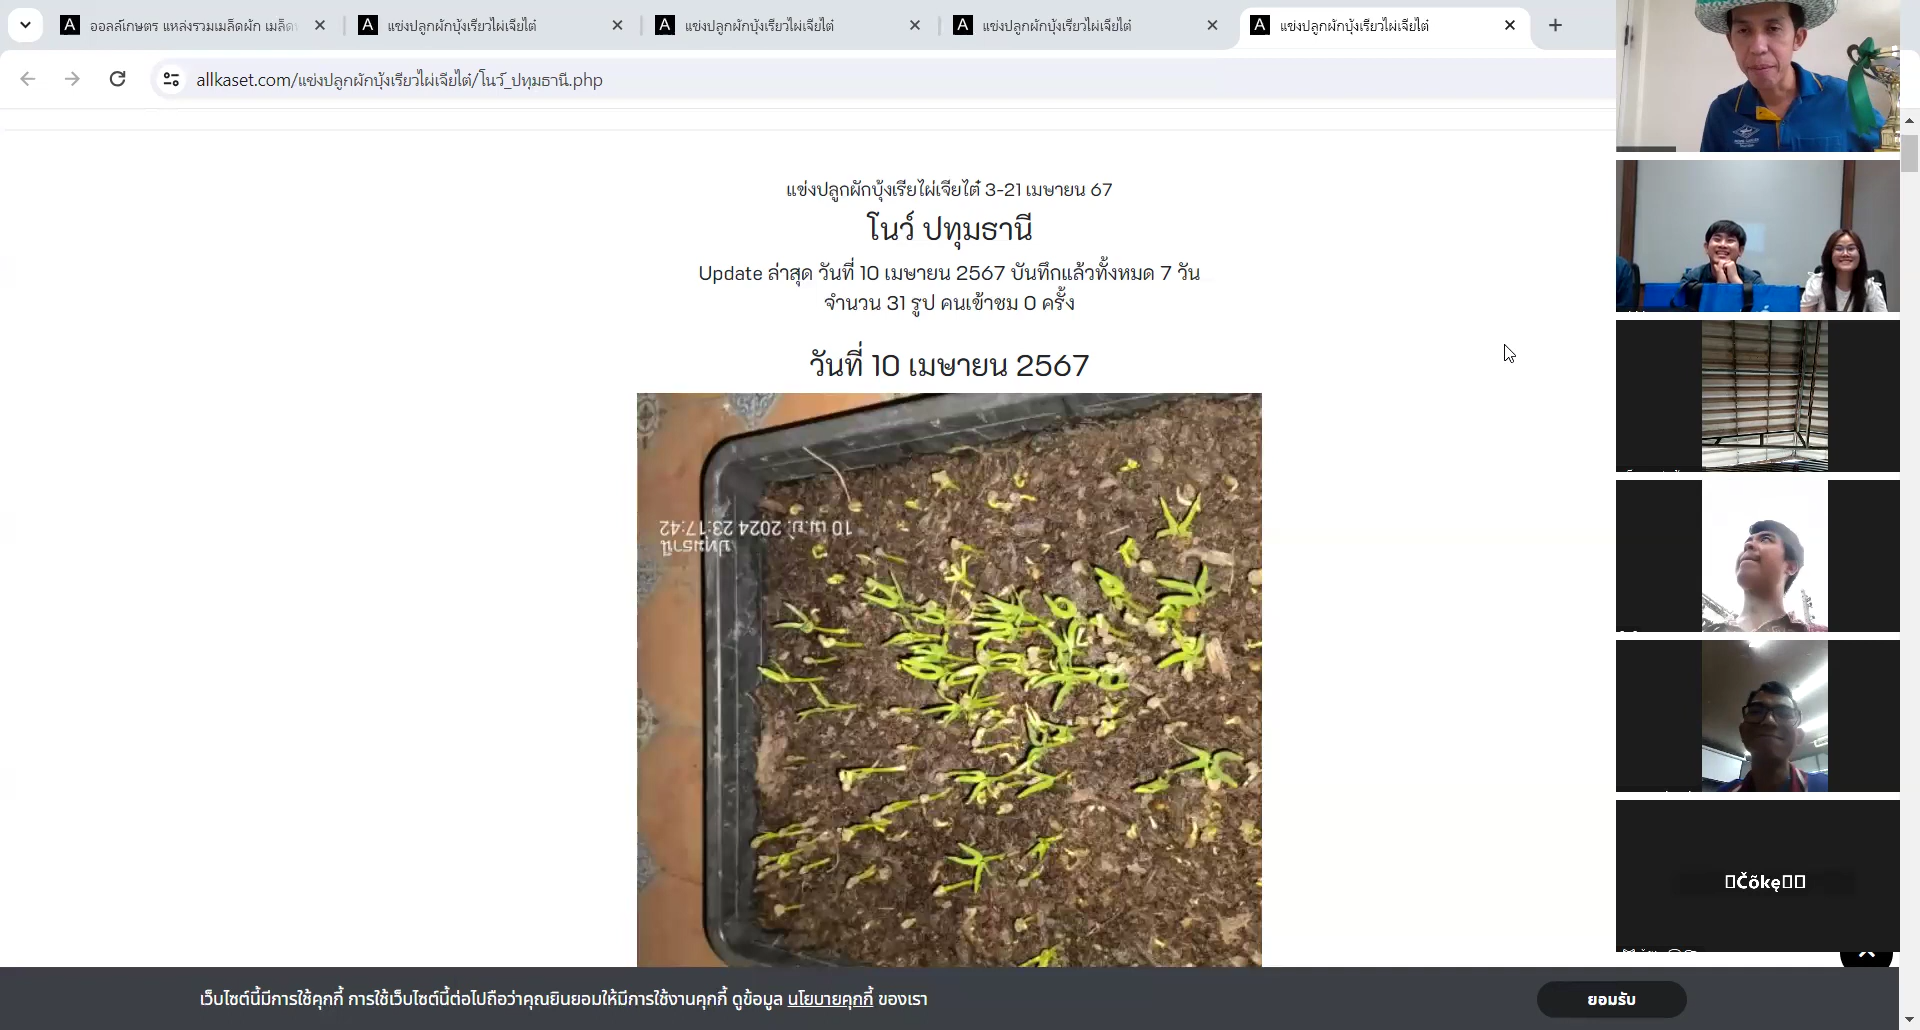 ออลล์เกษตร แหล่งรวมเมล็ดผัก เมล็ด
แข่งปลูกผักบุ้งเรียวไผ่เจียไต๋
แข่งปลูกผักบุ้งเรียวไผ่เจียไต๋
แข่งปลูกผักบุ้งเรียวไผ่เจียไต๋
แข่งปลูกผักบุ้งเรียวไผ่เจียไต๋
allkaset.com/แข่งปลูกผักบุ้งเรียวไผ่เจียไต๋/โนว์_ปทุมธานี.php
แข่งปลูกผักบุ้งเรียไผ่เจียไต๋ 3-21 เมษายน 67
โนว์ ปทุมธานี
Update ล่าสุด วันที่ 10 เมษายน 2567 บันทึกแล้วทั้งหมด 7 วัน
จำนวน 31 รูป คนเข้าชม 0 ครั้ง
วันที่ 10 เมษายน 2567
10 เม.ย. 2024 23:17:42
ปทุมธานี
Čõkę
เว็บไซต์นี้มีการใช้คุกกี้ การใช้เว็บไซต์นี้ต่อไปถือว่าคุณยินยอมให้มีการใช้งานคุกกี้ ดูข้อมูล นโยบายคุกกี้ ของเรา
ยอมรับ